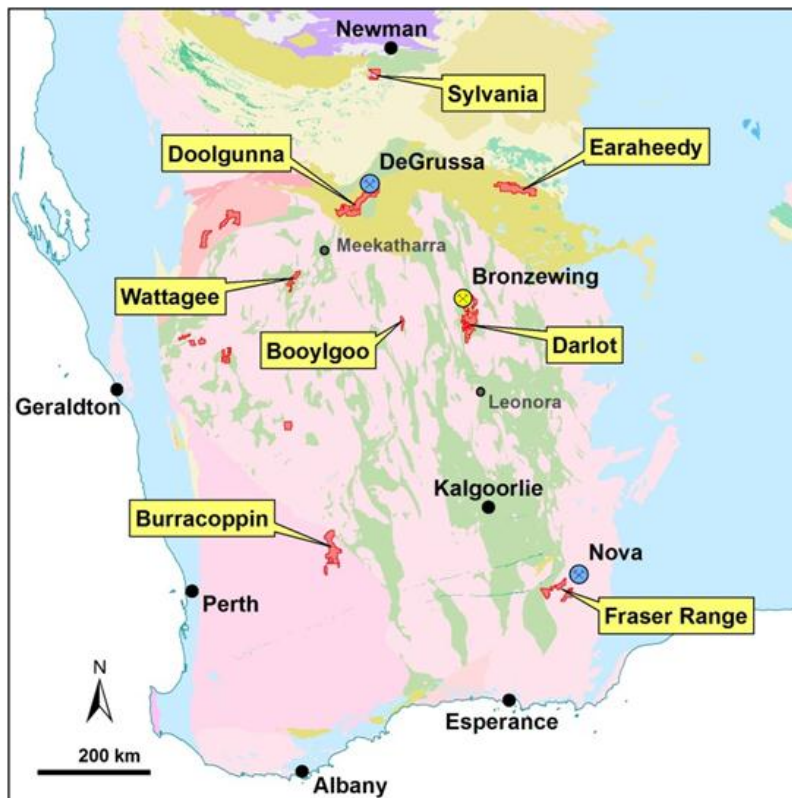 Newman
Sylvania
Doolgunna
DeGrussa
Earaheedy
Meekatharra
Wattagee
Bronzewing
Booylgoo
Darlot
Geraldton
Leonora
Kalgoorlie
Burracoppin
Nova
Perth
Fraser Range
N
Esperance
200 km
Albany